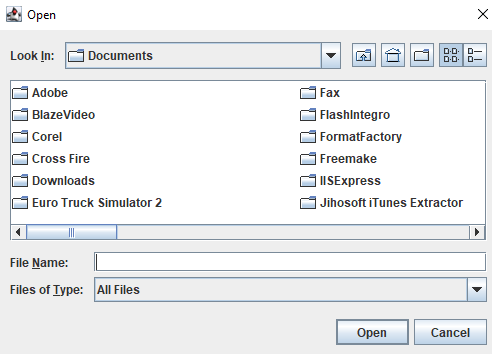 Open
Look In: Documents
Adobe
BlazeVideo
Corel
Cross Fire
Downloads
Euro Truck Simulator 2
Fax
FlashIntegro
FormatFactory
Freemake
IISExpress
Jihosoft iTunes Extractor
File Name:
Files of Type: All Files
Open Cancel